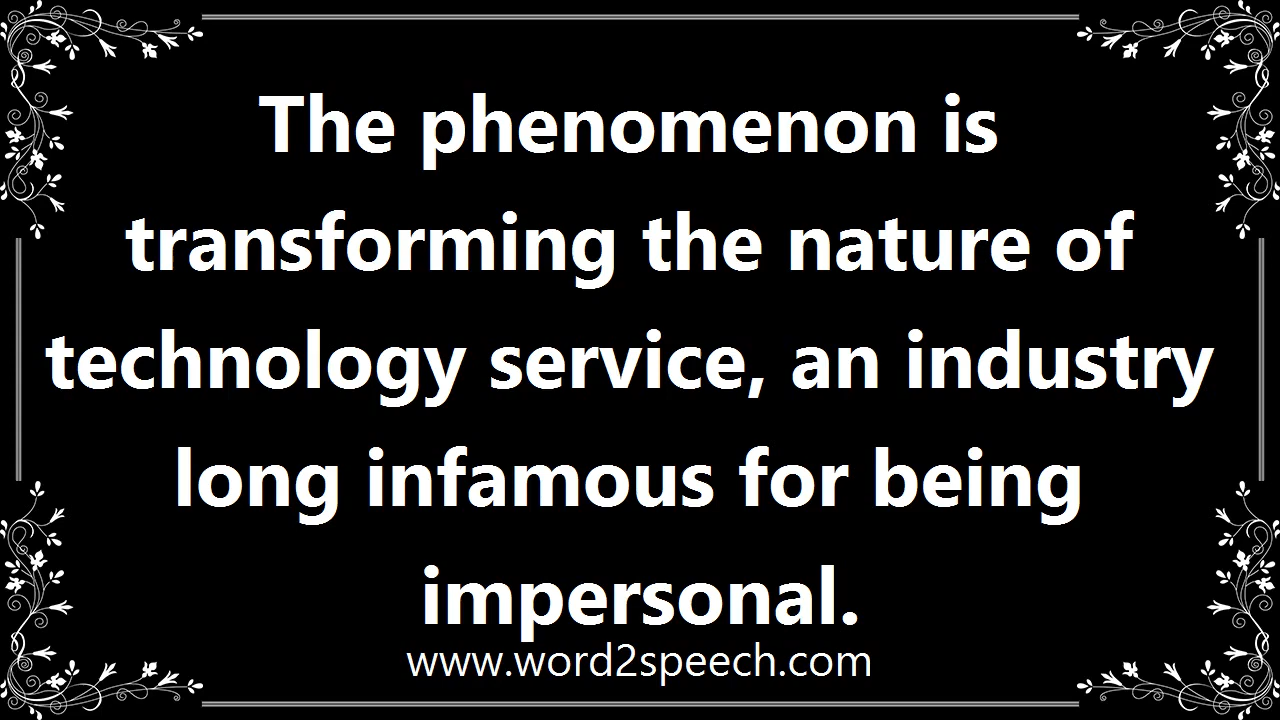 The phenomenon is
transforming the nature of
technology service, an industry
long infamous for being
impersonal.
www.word2speech.com